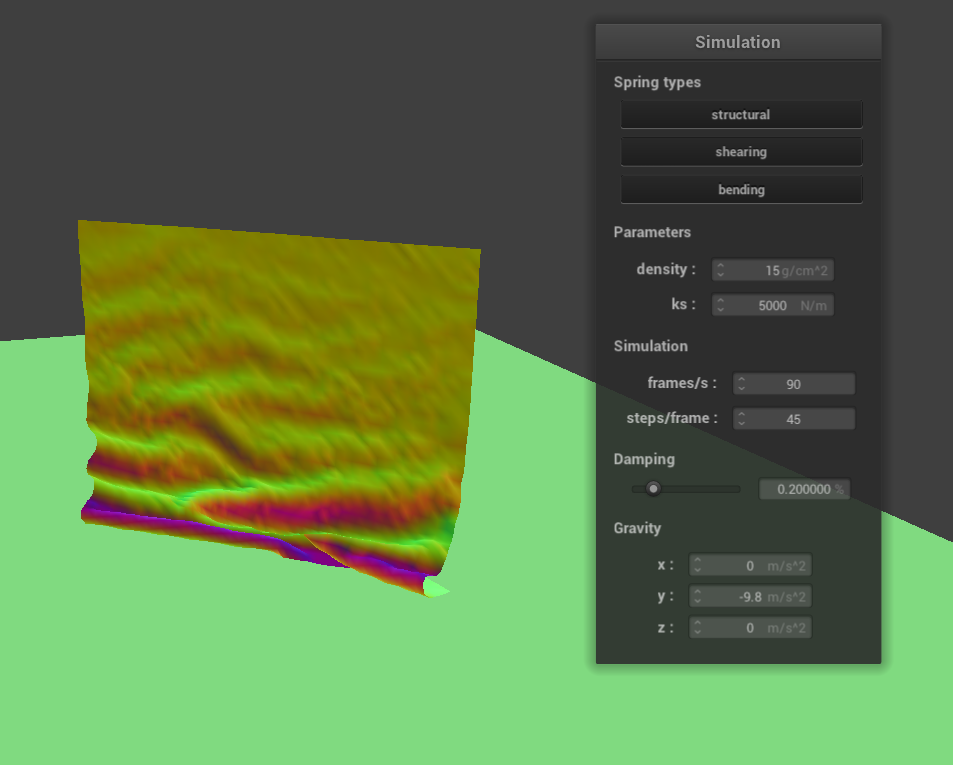 Simulation
Spring types
structural
shearing
bending
Parameters
density : 15 g/cm^2
ks : 5000 N/m
Simulation
frames/s : 90
steps/frame : 45
Damping
0.200000 %
Gravity
x : 0 m/s^2
y : -9.8 m/s^2
z : 0 m/s^2